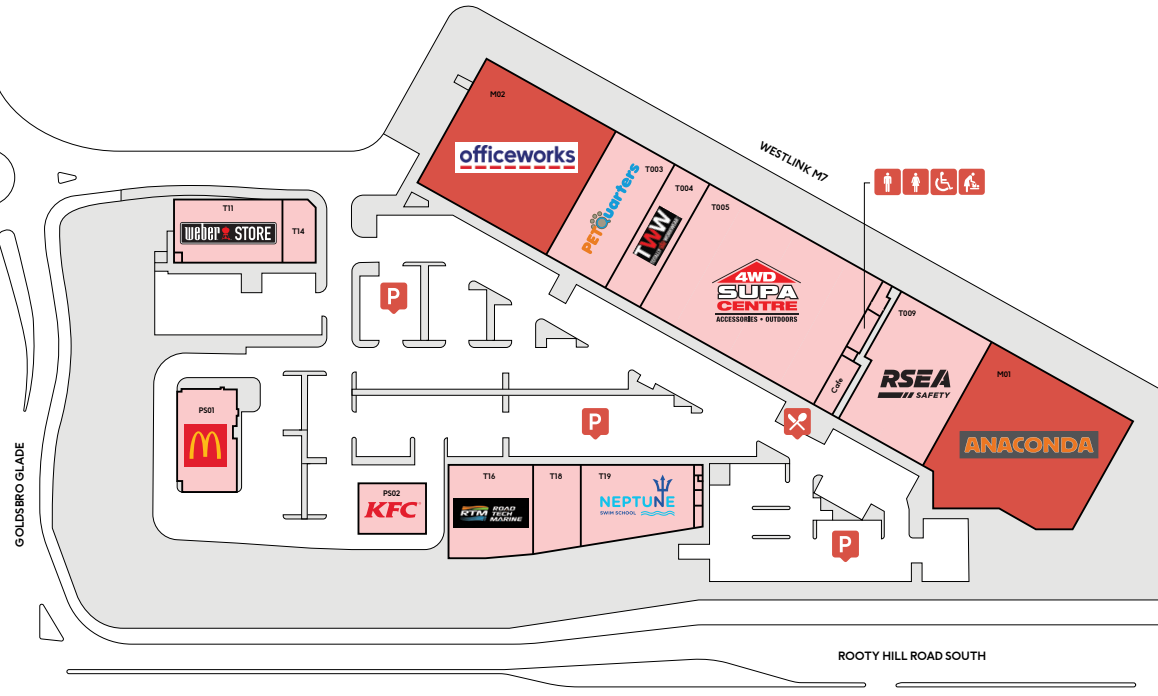 M02
officeworks
WESTLINK M7
T003
PETQuarters
T004
TWW
T005
4WD
SUPA
CENTRE
ACCESSORIES • OUTDOORS
Cafe
T009
RSEA
SAFETY
M01
ANACONDA
T11
weber STORE
T14
P
P
P
PS01
PS02
KFC
T16
RTM ROAD
TECH
MARINE
T18
T19
NEPTUNE
SWIM SCHOOL
GOLDSBRO GLADE
ROOTY HILL ROAD SOUTH